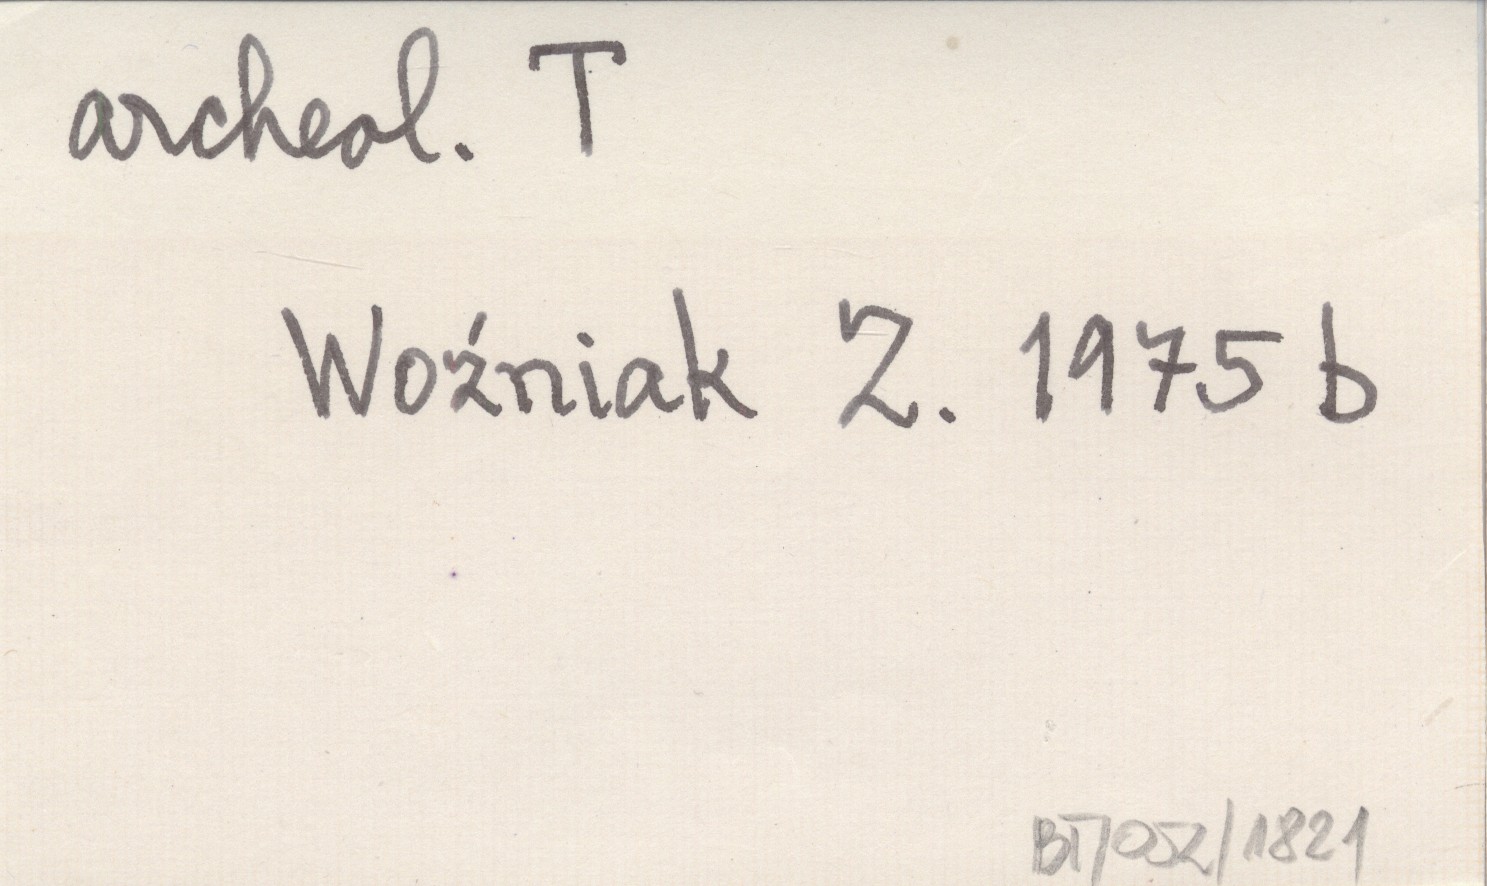 archeol. T
Woźniak Z. 1975 b
BT/052/1821